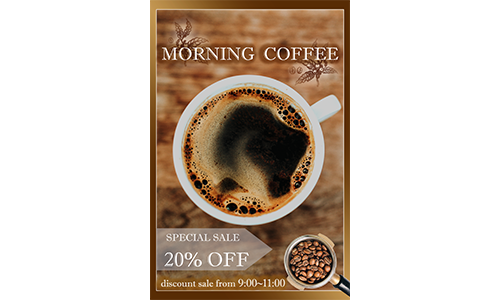 MORNING COFFEE
SPECIAL SALE
20% OFF
discount sale from 9:00~11:00